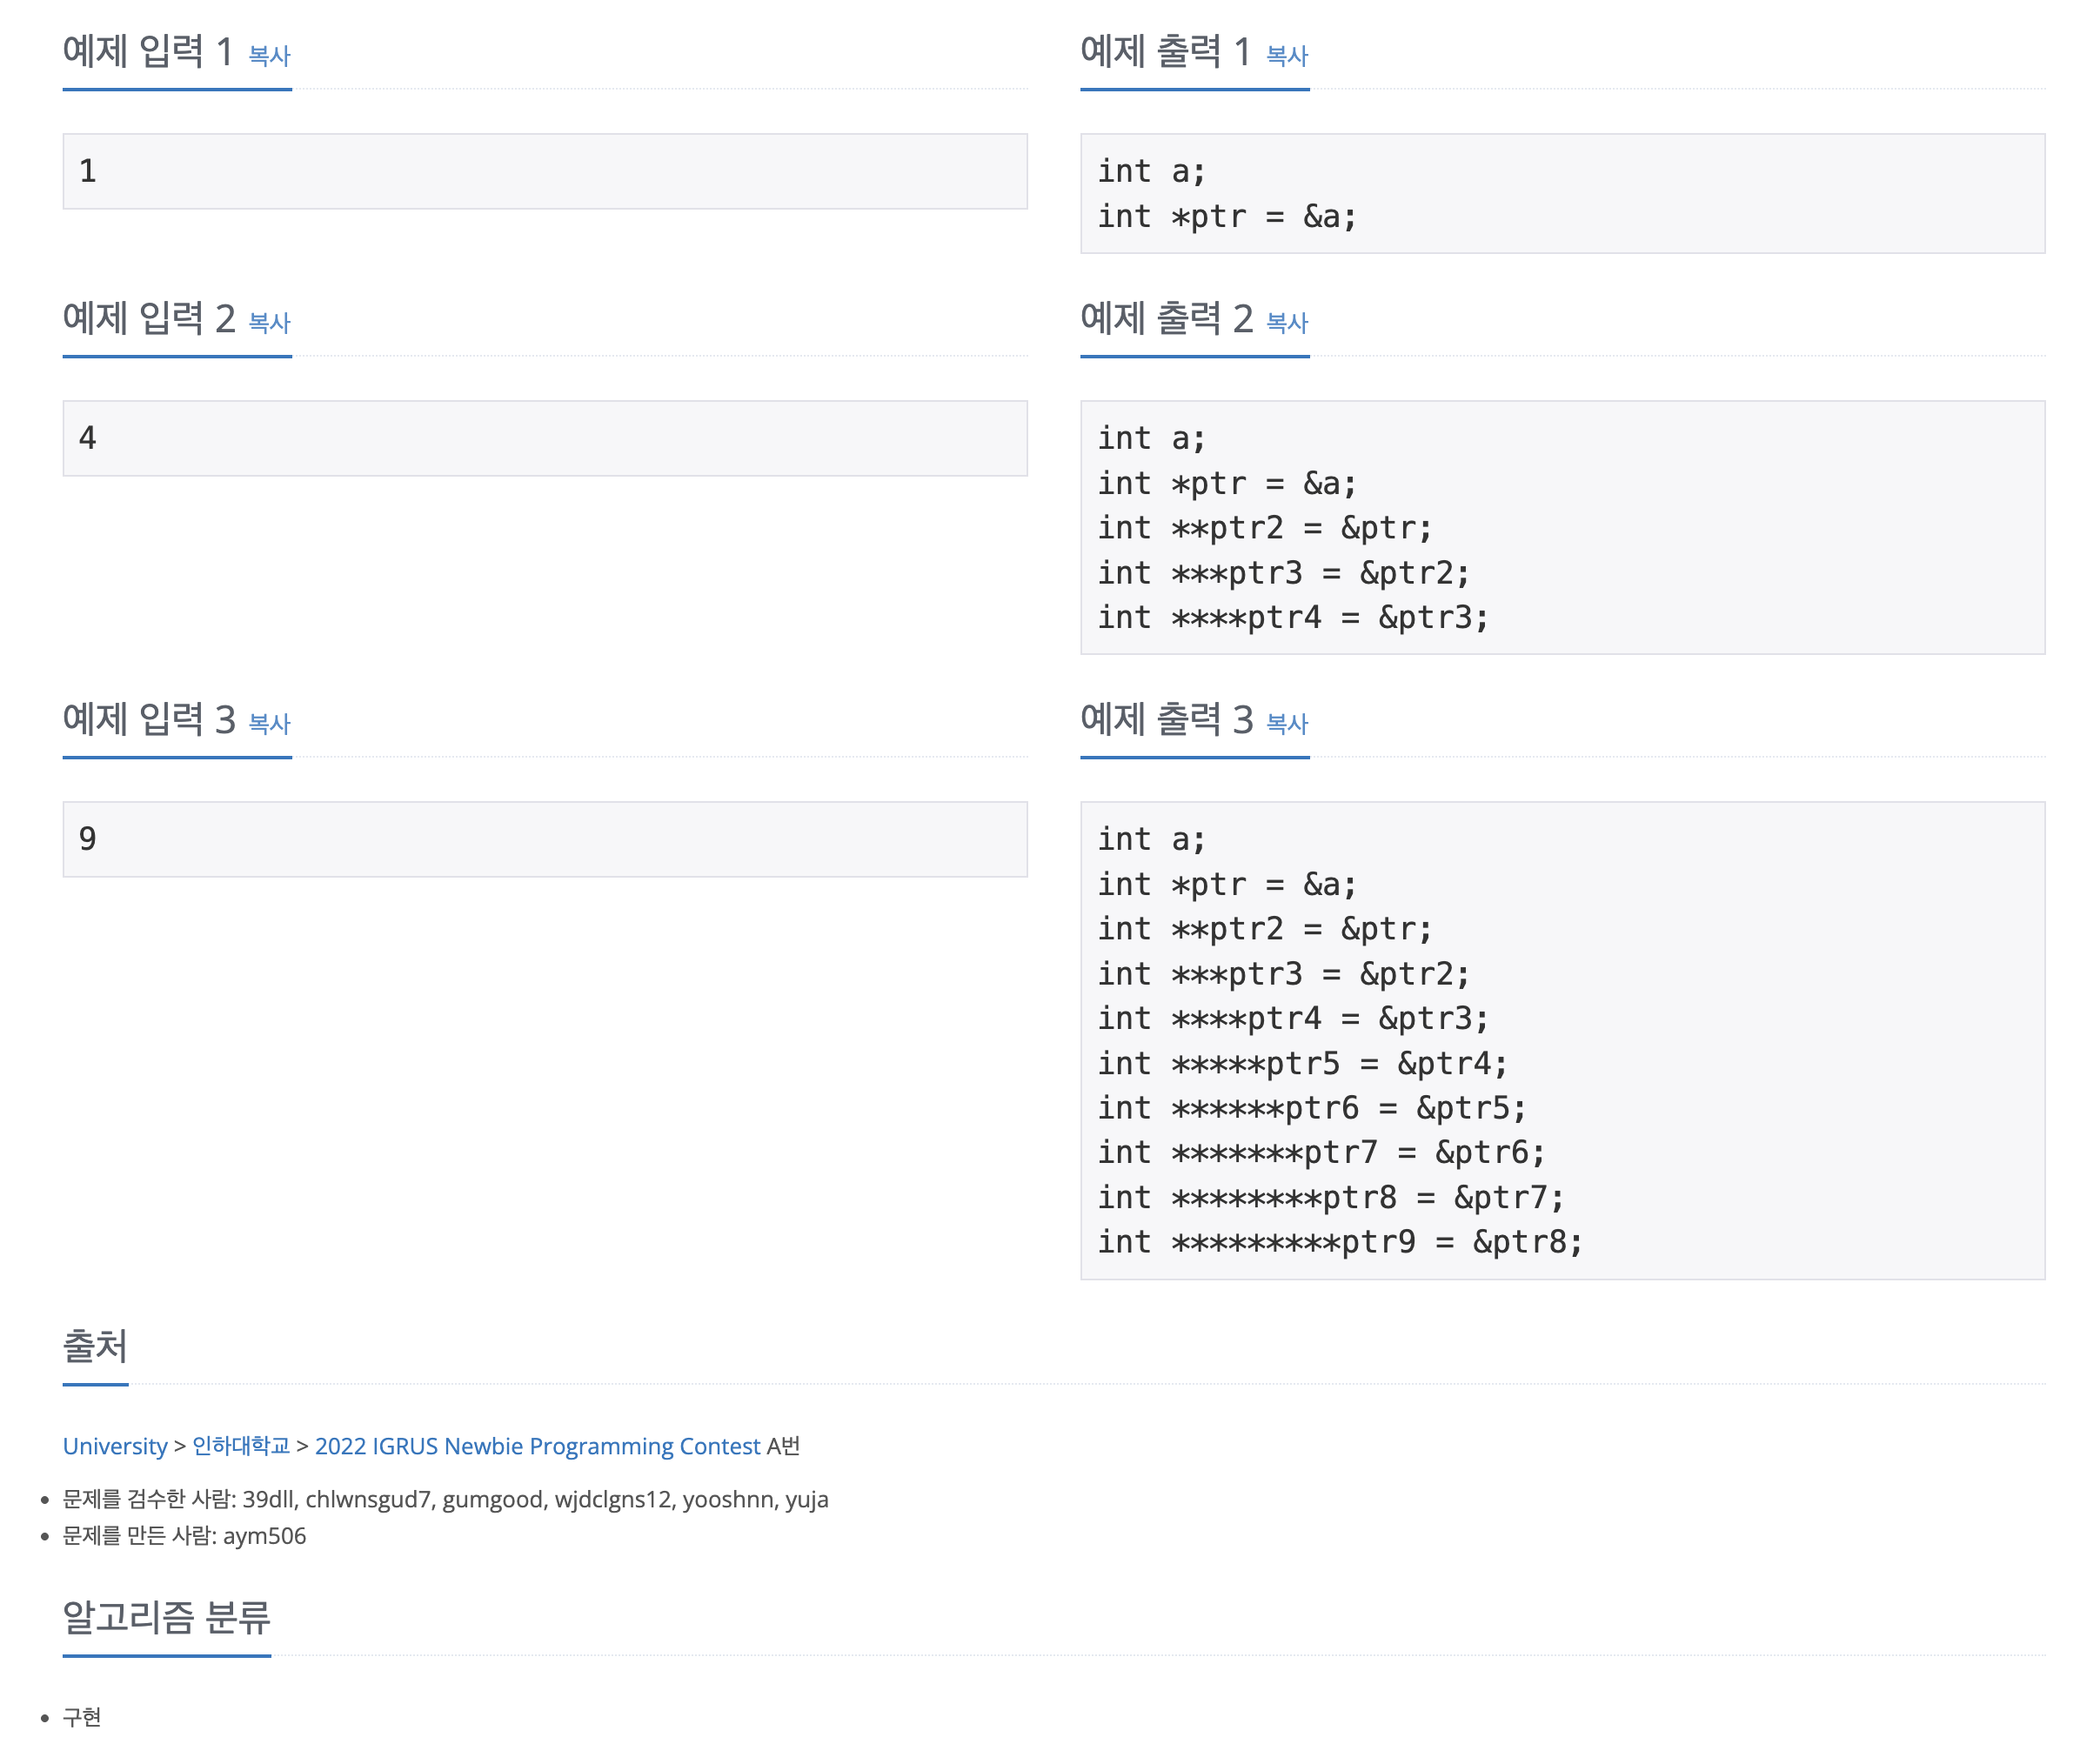 예제 입력 1 복사
1
예제 출력 1 복사
int a;
int *ptr = &a;
예제 입력 2 복사
4
예제 출력 2 복사
int a;
int *ptr = &a;
int **ptr2 = &ptr;
int ***ptr3 = &ptr2;
int ****ptr4 = &ptr3;
예제 입력 3 복사
9
예제 출력 3 복사
int a;
int *ptr = &a;
int **ptr2 = &ptr;
int ***ptr3 = &ptr2;
int ****ptr4 = &ptr3;
int *****ptr5 = &ptr4;
int ******ptr6 = &ptr5;
int *******ptr7 = &ptr6;
int ********ptr8 = &ptr7;
int *********ptr9 = &ptr8;
출처
University > 인하대학교 > 2022 IGRUS Newbie Programming Contest A번
• 문제를 검수한 사람: 39dll, chlwnsgud7, gumgood, wjdclgns12, yooshnn, yuja
• 문제를 만든 사람: aym506
알고리즘 분류
• 구현